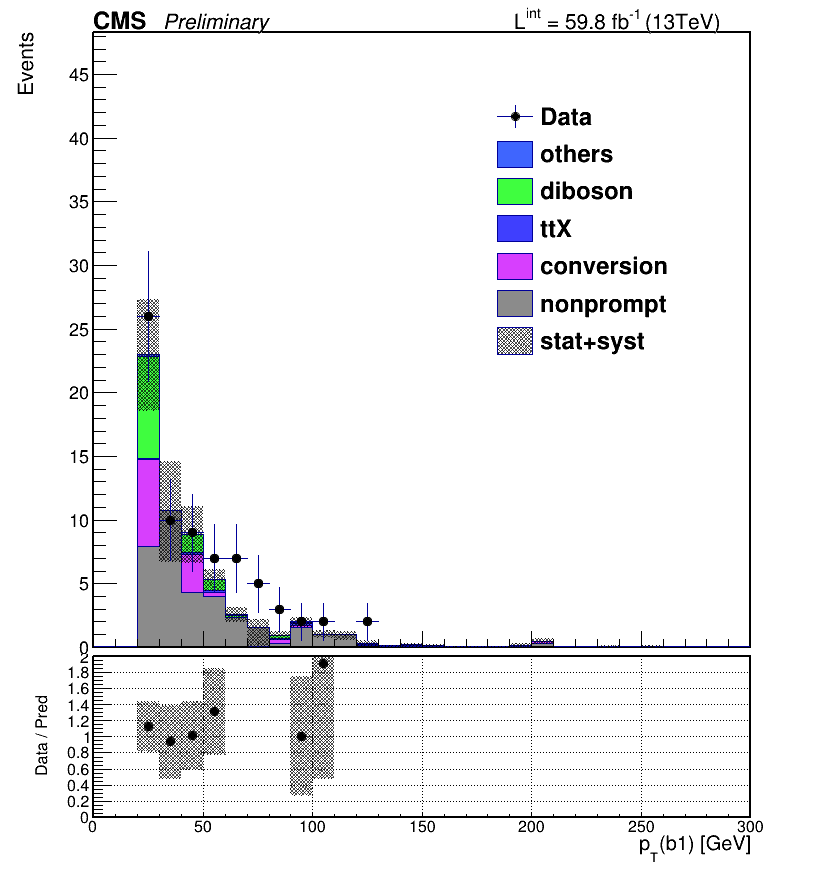 CMS Preliminary L^int = 59.8 fb^-1 (13TeV)
Events
45
40
35
30
25
20
15
10
5
0
Data
others
diboson
ttX
conversion
nonprompt
stat+syst
Data / Pred
2
1.8
1.6
1.4
1.2
1
0.8
0.6
0.4
0.2
0
0 50 100 150 200 250 300
p_T(b1) [GeV]